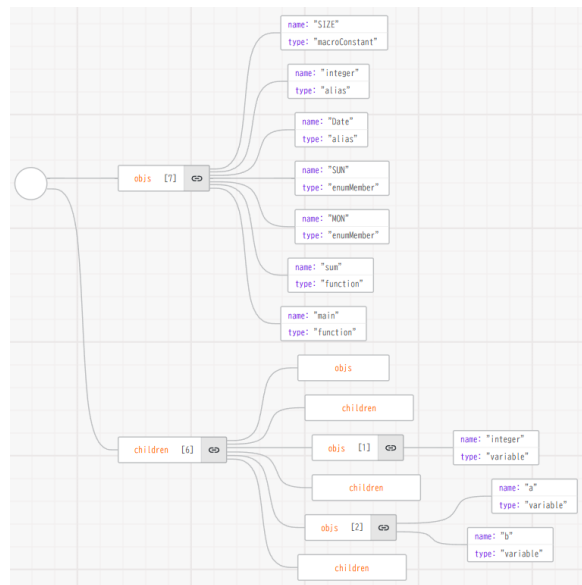 name: "SIZE"
type: "macroConstant"
name: "integer"
type: "alias"
name: "Date"
type: "alias"
objs [7]
name: "SUN"
type: "enumMember"
name: "MON"
type: "enumMember"
name: "sum"
type: "function"
name: "main"
type: "function"
objs
children
children [6]
objs [1]
name: "integer"
type: "variable"
children
objs [2]
name: "a"
type: "variable"
name: "b"
type: "variable"
children